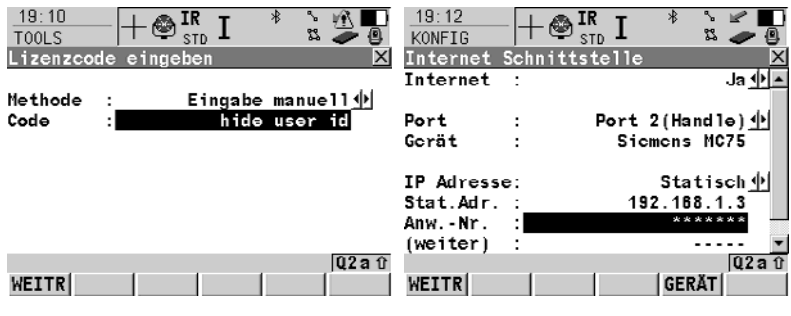 19:10
TOOLS
IR
STD
I
Lizenzcode eingeben
Methode : Eingabe manuell
Code : hide user id
Q2a
WEITR
19:12
KONFIG
IR
STD
I
Internet Schnittstelle
Internet : Ja
Port : Port 2(Handle)
Gerät : Siemens MC75
IP Adresse: Statisch
Stat.Adr. : 192.168.1.3
Anw.-Nr. : *******
(weiter) : -----
Q2a
WEITR GERÄT